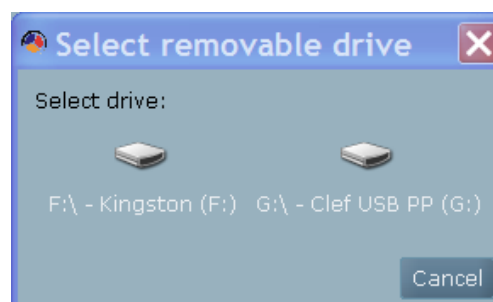 Select removable drive
Select drive:
F:\ - Kingston (F:) G:\ - Clef USB PP (G:)
Cancel